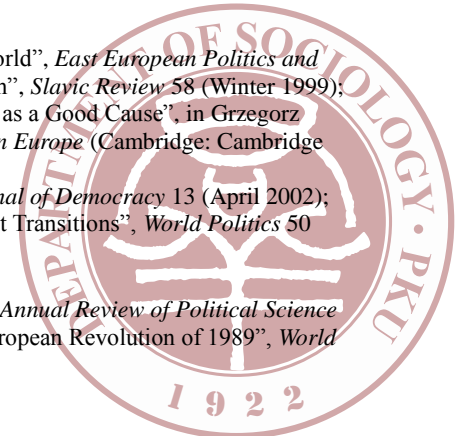 orld”, East European Politics and
n”, Slavic Review 58 (Winter 1999);
as a Good Cause”, in Grzegorz
n Europe (Cambridge: Cambridge
nal of Democracy 13 (April 2002);
t Transitions”, World Politics 50
Annual Review of Political Science
uropean Revolution of 1989”, World
DEPARTMENT OF SOCIOLOGY · PKU
1922